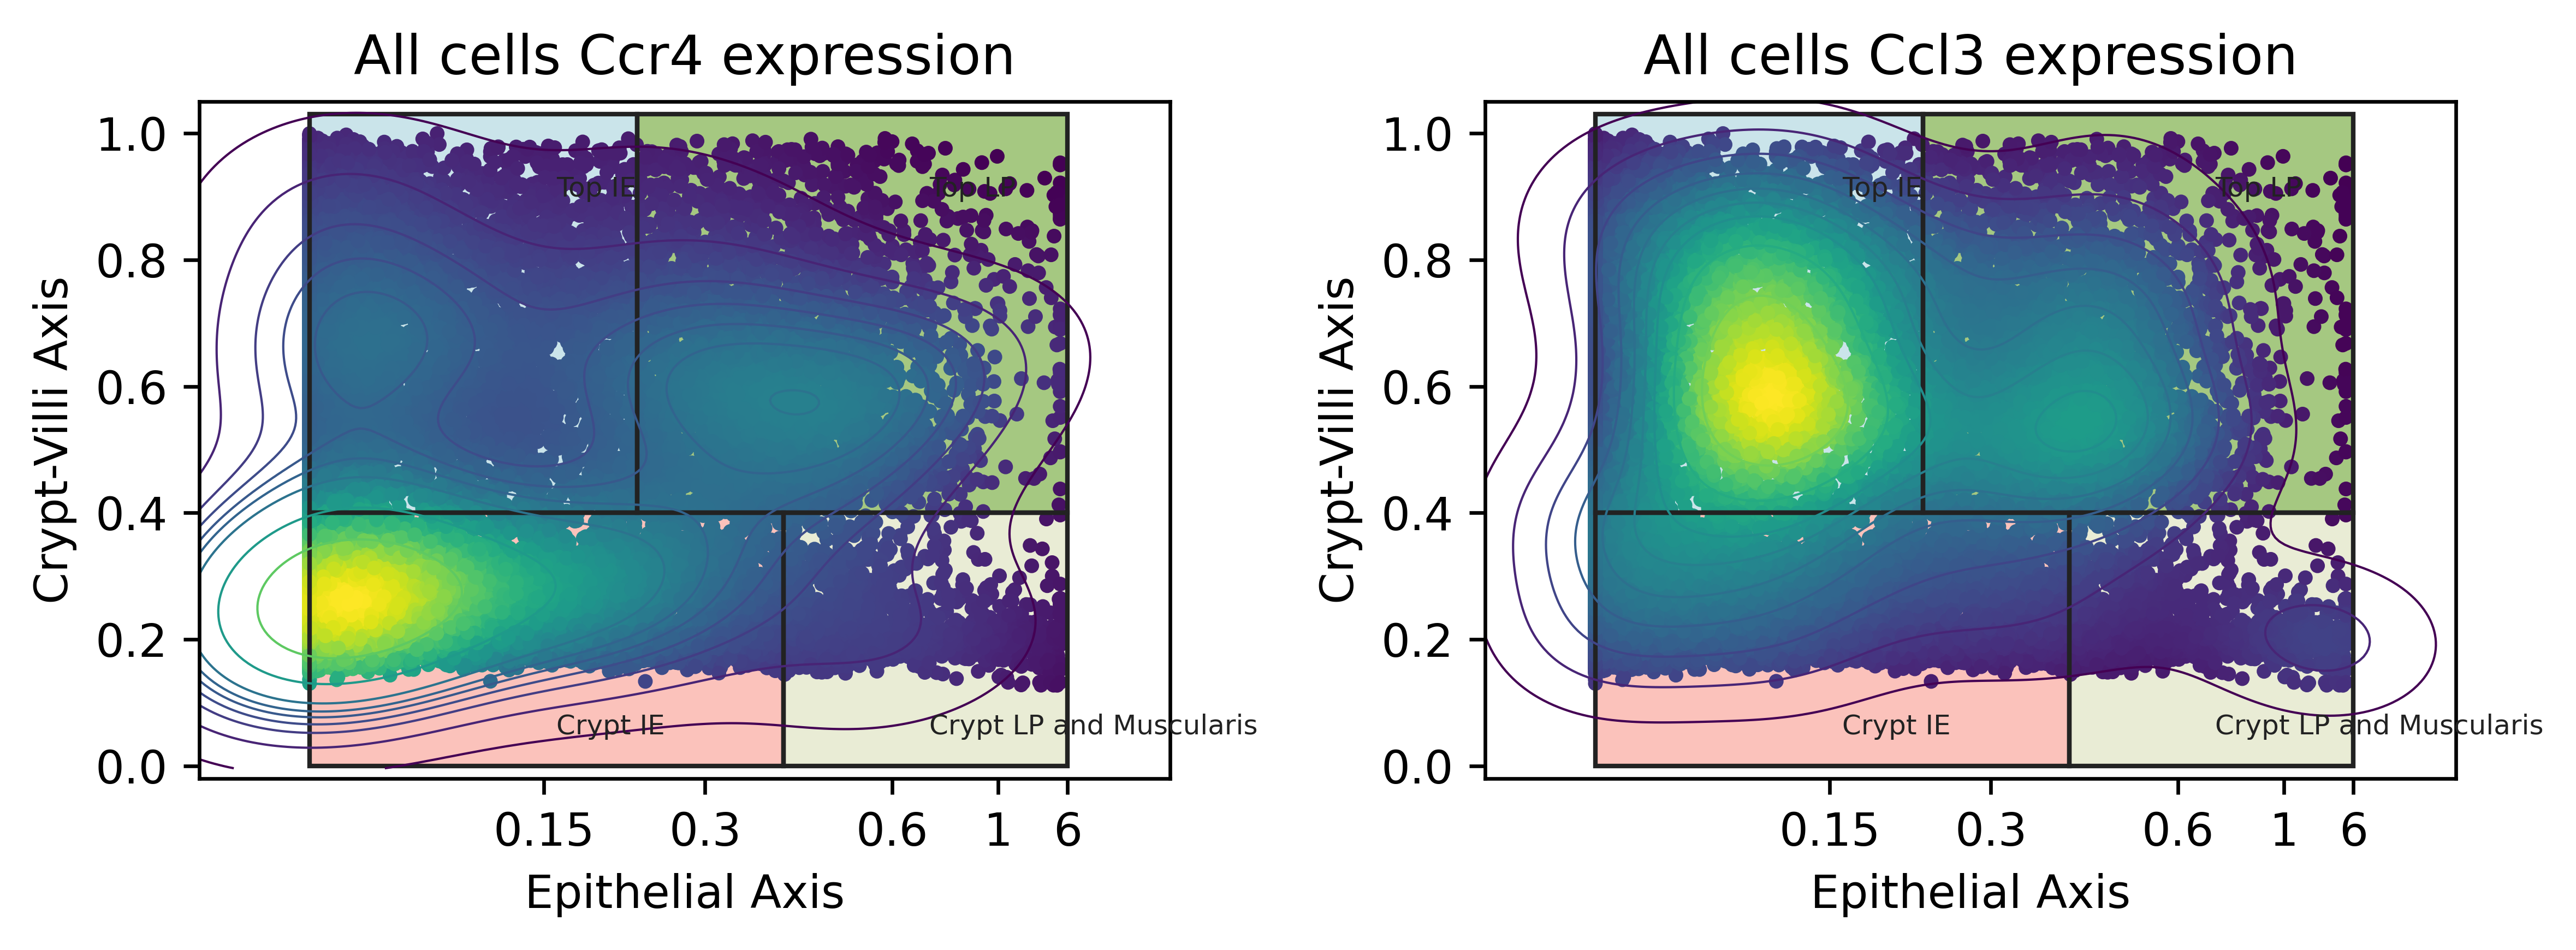 All cells Ccr4 expression
Crypt-Villi Axis
1.0
0.8
0.6
0.4
0.2
0.0
Top IE
Top LP
Crypt IE
Crypt LP and Muscularis
0.15 0.3 0.6 1 6
Epithelial Axis
All cells Ccl3 expression
Crypt-Villi Axis
1.0
0.8
0.6
0.4
0.2
0.0
Top IE
Top LP
Crypt IE
Crypt LP and Muscularis
0.15 0.3 0.6 1 6
Epithelial Axis